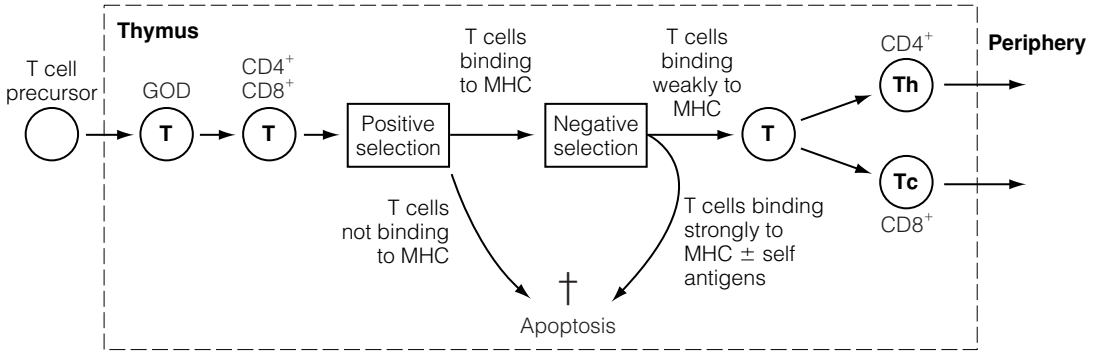 Thymus
Periphery
T cell
precursor
GOD
T
CD4⁺
CD8⁺
T
Positive
selection
T cells
binding
to MHC
T cells
not binding
to MHC
Negative
selection
T cells
binding
weakly to
MHC
T cells binding
strongly to
MHC ± self
antigens
†
Apoptosis
T
CD4⁺
Th
Tc
CD8⁺